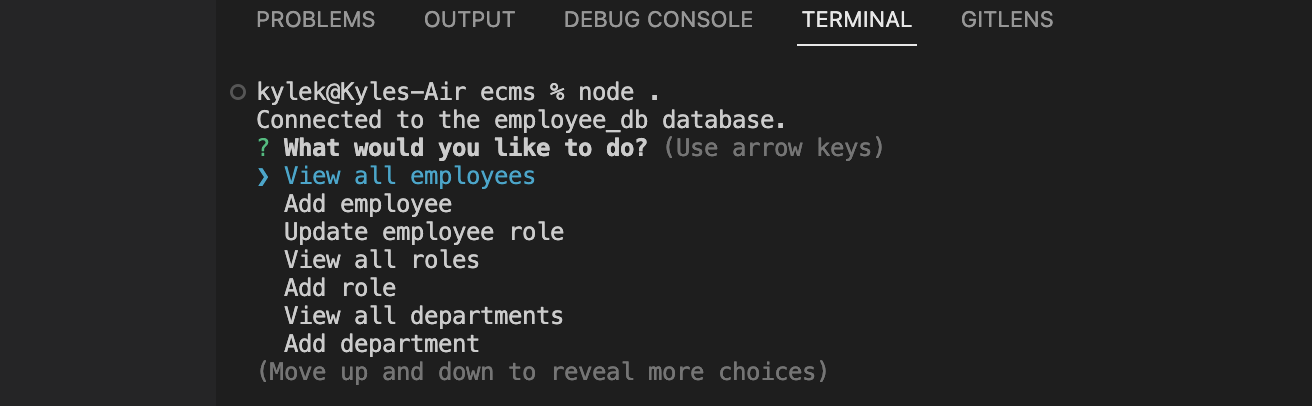 PROBLEMS OUTPUT DEBUG CONSOLE TERMINAL GITLENS
kylek@Kyles-Air ecms % node .
Connected to the employee_db database.
? What would you like to do? (Use arrow keys)
❯ View all employees
Add employee
Update employee role
View all roles
Add role
View all departments
Add department
(Move up and down to reveal more choices)